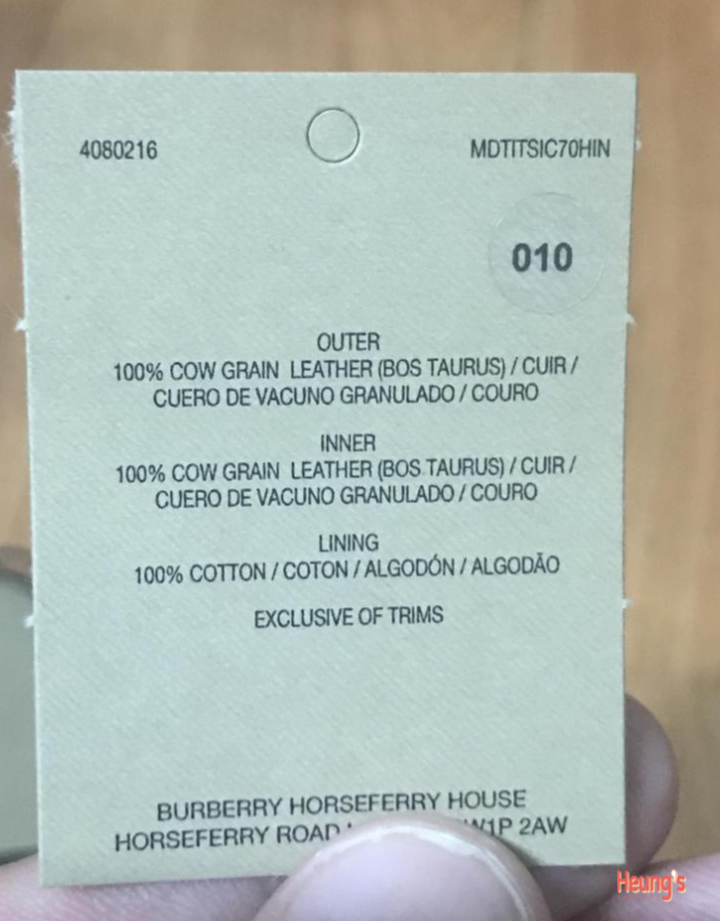 4080216
MDTITSIC70HIN
010
OUTER
100% COW GRAIN LEATHER (BOS TAURUS) / CUIR /
CUERO DE VACUNO GRANULADO / COURO
INNER
100% COW GRAIN LEATHER (BOS TAURUS) / CUIR /
CUERO DE VACUNO GRANULADO / COURO
LINING
100% COTTON / COTON / ALGODÓN / ALGODÃO
EXCLUSIVE OF TRIMS
BURBERRY HORSEFERRY HOUSE
HORSEFERRY ROAD 2AW
Heung's